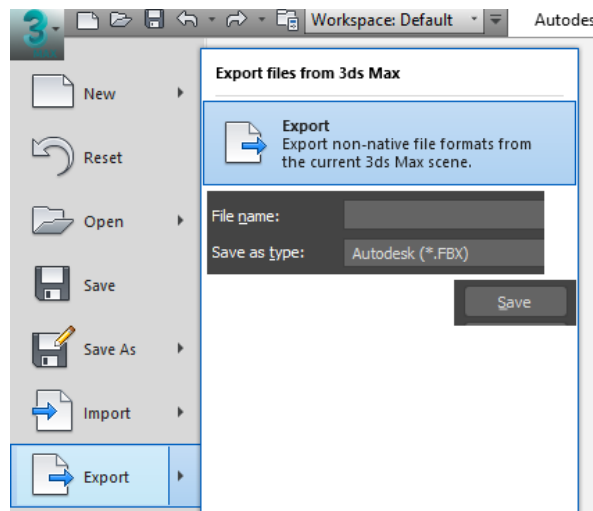 Workspace: Default
Autodes
3
Export files from 3ds Max
New
Export
Export non-native file formats from
the current 3ds Max scene.
Reset
File name:
Open
Save as type: Autodesk (*.FBX)
Save
Save
Save As
Import
Export